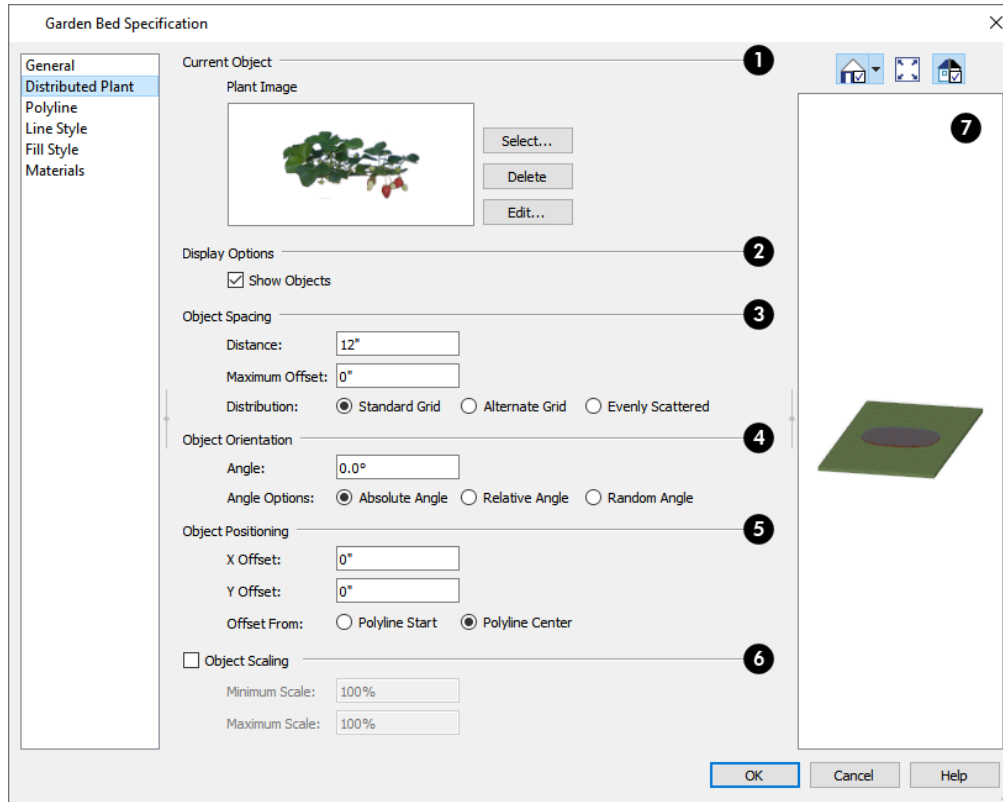 Garden Bed Specification
General
Distributed Plant
Polyline
Line Style
Fill Style
Materials
Current Object
1
Plant Image
Select...
Delete
Edit...
Display Options
2
Show Objects
Object Spacing
3
Distance: 12"
Maximum Offset: 0"
Distribution: Standard Grid Alternate Grid Evenly Scattered
Object Orientation
4
Angle: 0.0°
Angle Options: Absolute Angle Relative Angle Random Angle
Object Positioning
5
X Offset: 0"
Y Offset: 0"
Offset From: Polyline Start Polyline Center
Object Scaling
6
Minimum Scale: 100%
Maximum Scale: 100%
7
OK Cancel Help